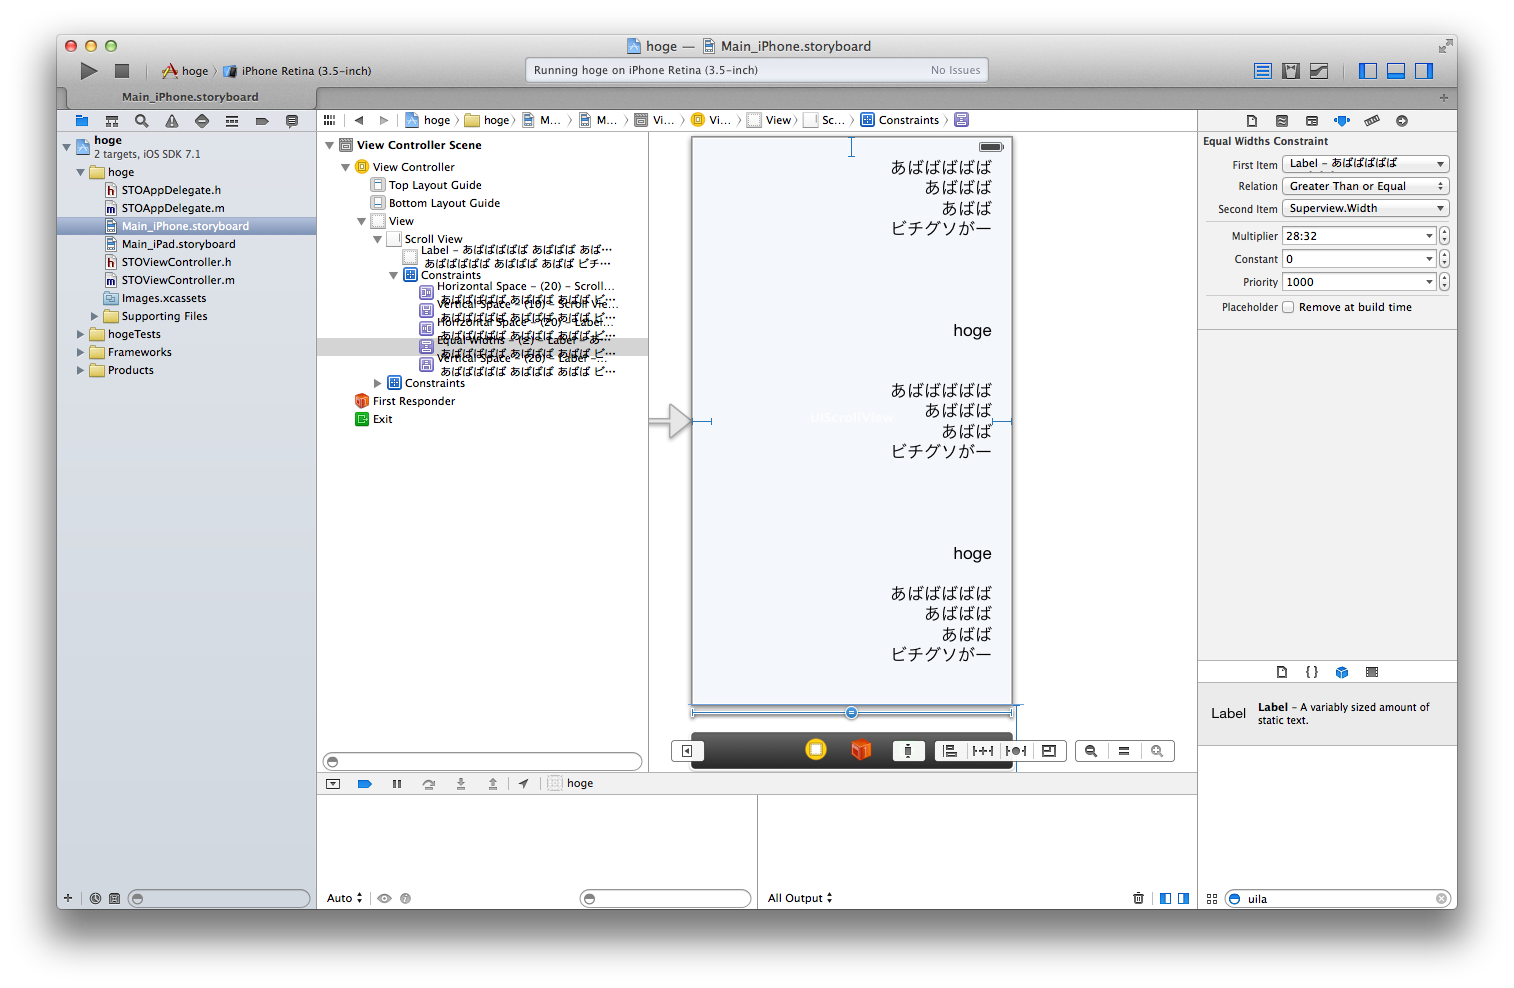 hoge — Main_iPhone.storyboard
hoge 〉 iPhone Retina (3.5-inch)
Running hoge on iPhone Retina (3.5-inch)
No Issues
Main_iPhone.storyboard
hoge
2 targets, iOS SDK 7.1
hoge
STOAppDelegate.h
STOAppDelegate.m
Main_iPhone.storyboard
Main_iPad.storyboard
STOViewController.h
STOViewController.m
Images.xcassets
Supporting Files
hogeTests
Frameworks
Products
hoge 〉 hoge 〉 M... 〉 M... 〉 Vi... 〉 Vi... 〉 View 〉 Sc... 〉 Constraints 〉
View Controller Scene
View Controller
Top Layout Guide
Bottom Layout Guide
View
Scroll View
Label – あばばばばば あばばば あば…
あばばばばば あばばば あばば ビチ…
Constraints
Horizontal Space – (20) – Scroll...
あばばばばば あばばば あばば ビ…
Vertical Space – (10) – Scroll Vie...
あばばばばば あばばば あばば ビ…
Horizontal Space – (20) – Label...
あばばばばば あばばば あばば ビ…
Equal Widths – (≥) – Label – あ…
あばばばばば あばばば あばば ビ…
Vertical Space – (20) – Label –...
あばばばばば あばばば あばば ビ…
Constraints
First Responder
Exit
あばばばばば
あばばば
あばば
ビチグソがー
hoge
あばばばばば
あばばば
UIScrollView
あばば
ビチグソがー
hoge
あばばばばば
あばばば
あばば
ビチグソがー
Equal Widths Constraint
First Item Label – あばばばばば
Relation Greater Than or Equal
Second Item Superview.Width
Multiplier 28:32
Constant 0
Priority 1000
Placeholder Remove at build time
Label
Label – A variably sized amount of
static text.
hoge
Auto
All Output
uila